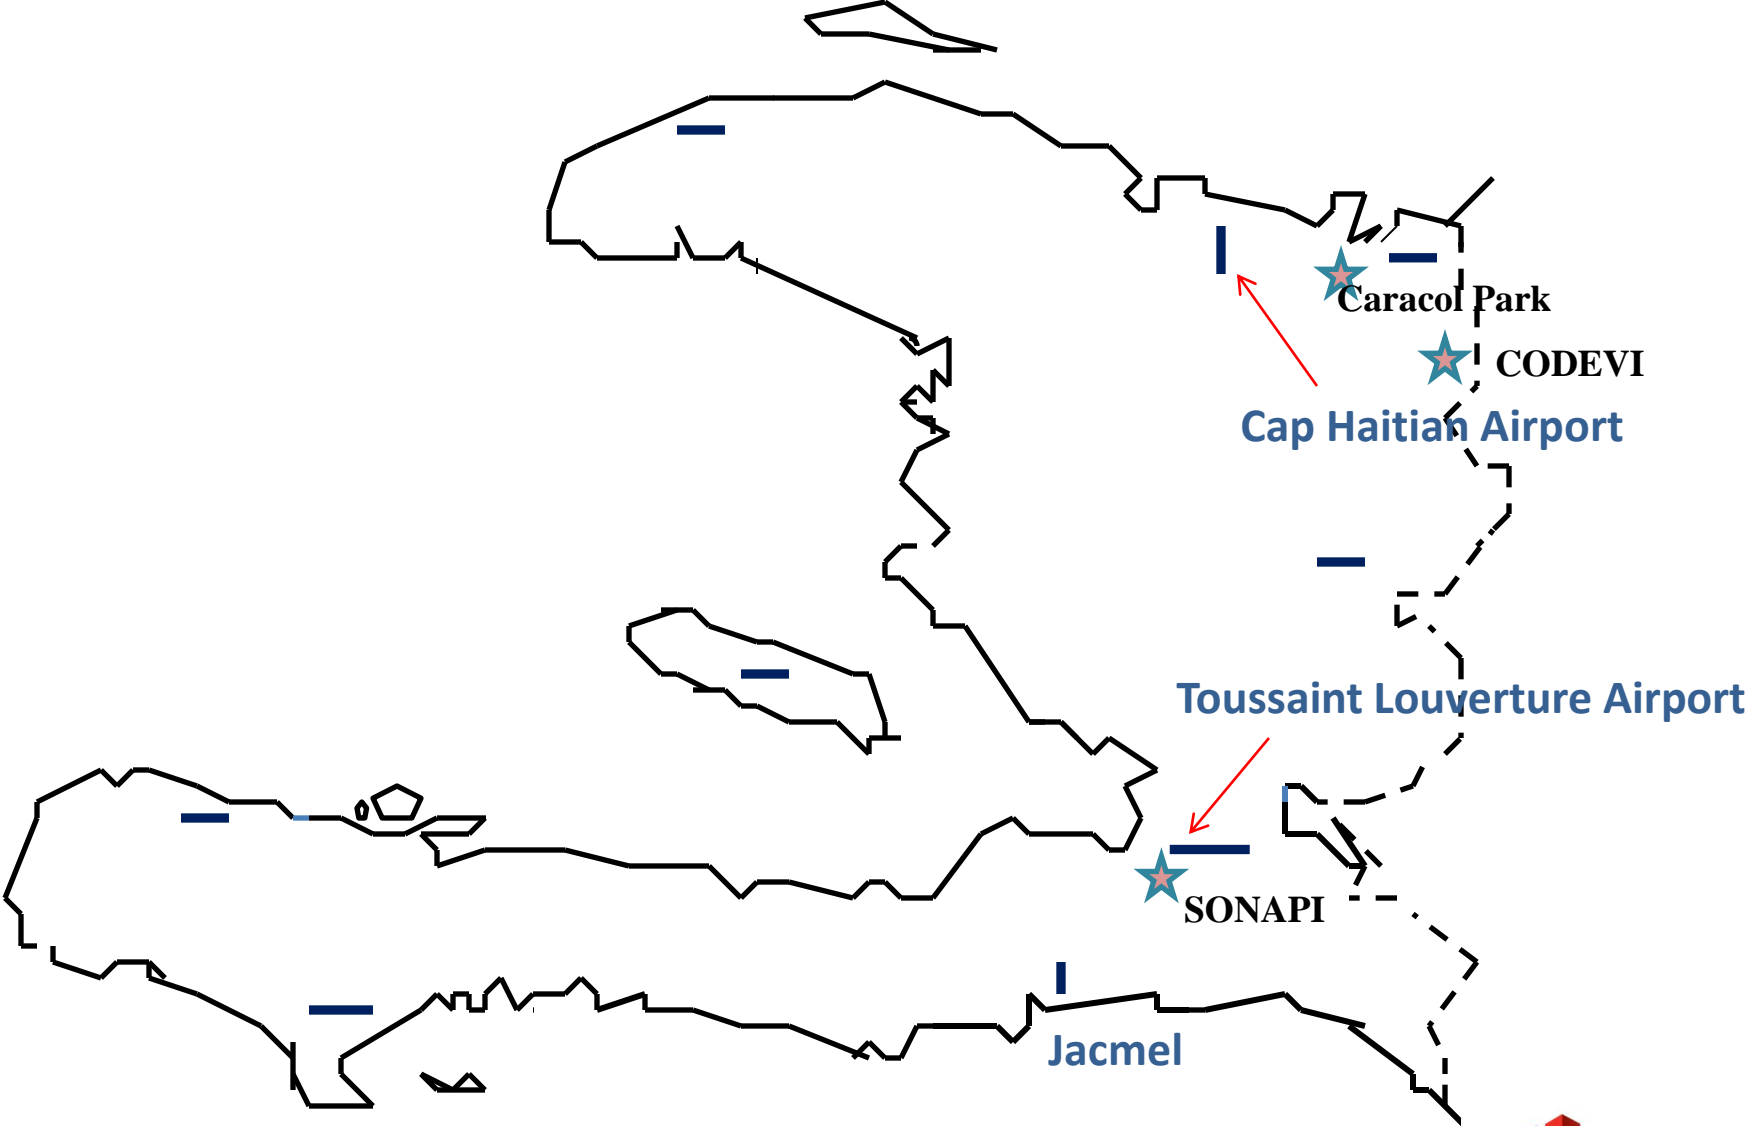 Caracol Park
CODEVI
Cap Haitian Airport
Toussaint Louverture Airport
SONAPI
Jacmel